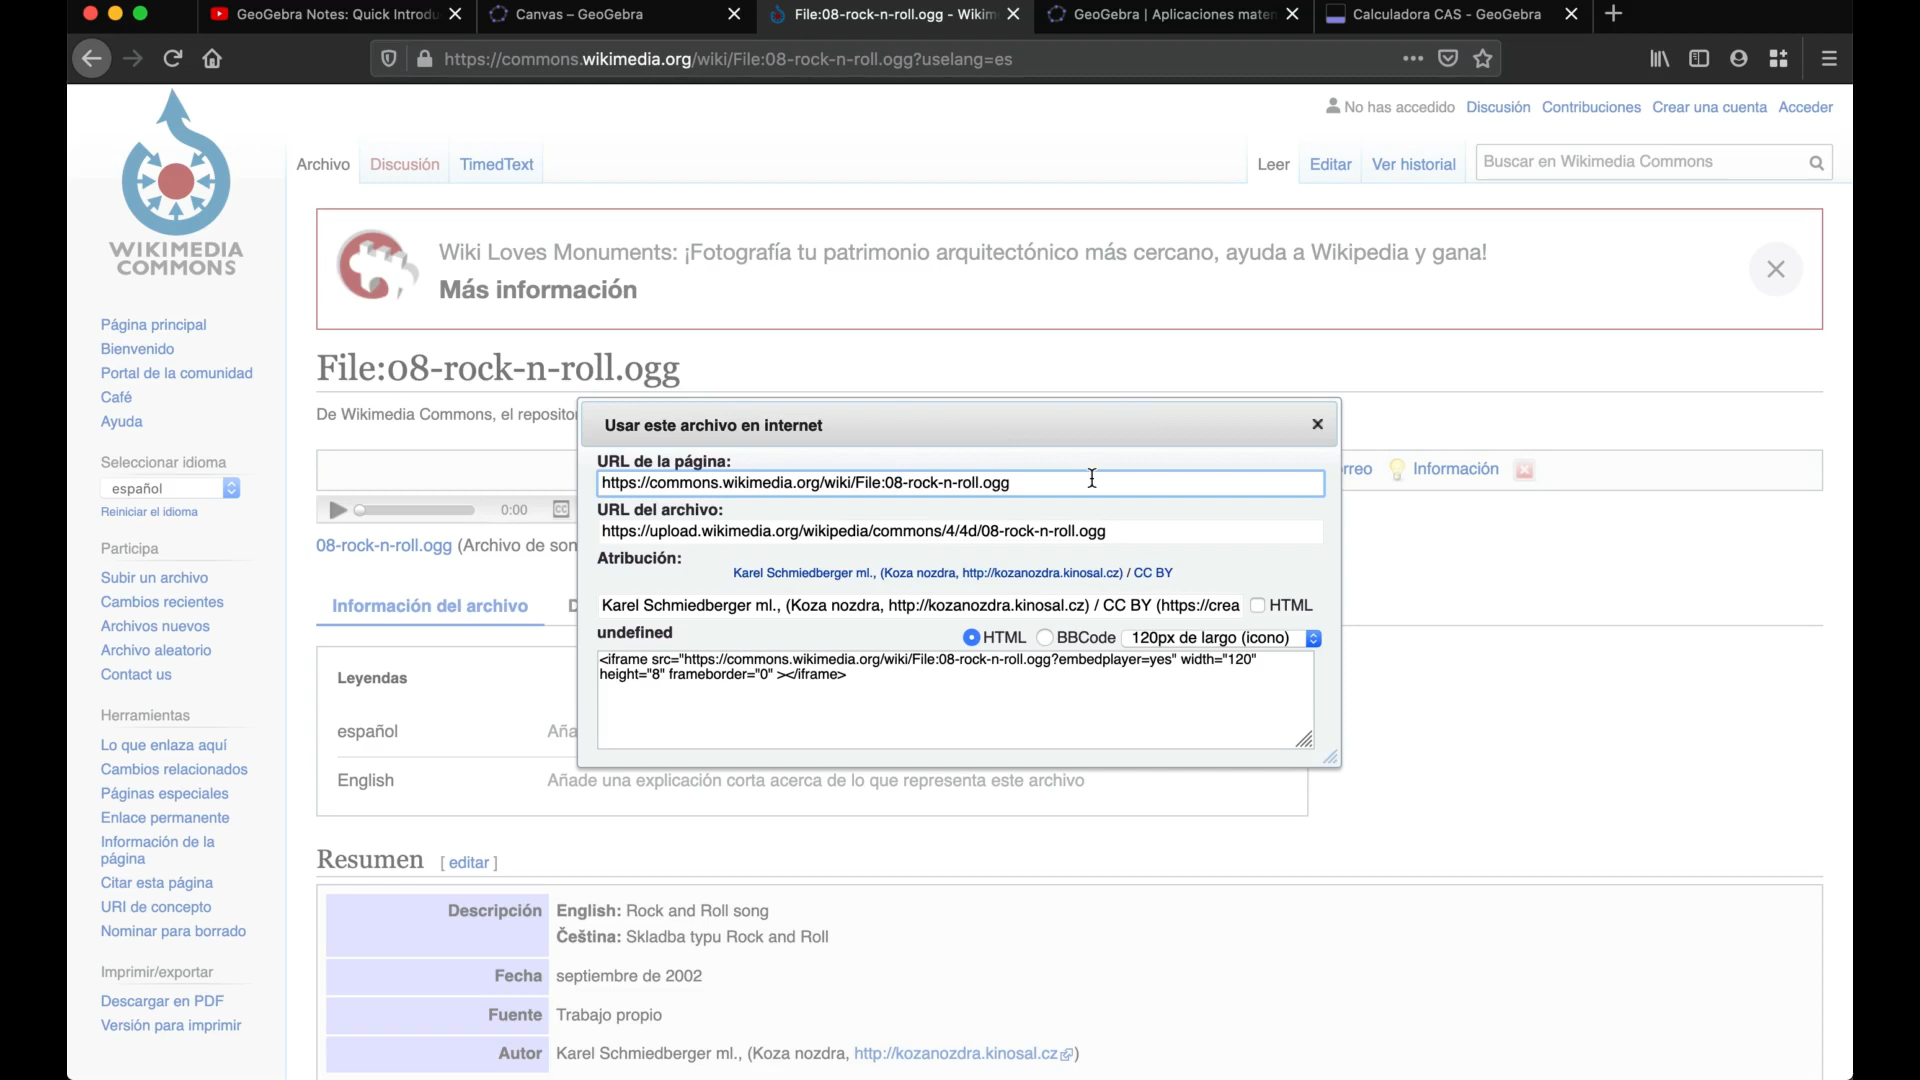 GeoGebra Notes: Quick Introdu
Canvas – GeoGebra
File:08-rock-n-roll.ogg - Wikim
GeoGebra | Aplicaciones mater
Calculadora CAS - GeoGebra
https://commons.wikimedia.org/wiki/File:08-rock-n-roll.ogg?uselang=es
No has accedido Discusión Contribuciones Crear una cuenta Acceder
Archivo Discusión TimedText Leer Editar Ver historial Buscar en Wikimedia Commons
WIKIMEDIA
COMMONS
Wiki Loves Monuments: ¡Fotografía tu patrimonio arquitectónico más cercano, ayuda a Wikipedia y gana!
Más información
Página principal
Bienvenido
Portal de la comunidad
Café
Ayuda
Seleccionar idioma
español
Reiniciar el idioma
Participa
Subir un archivo
Cambios recientes
Archivos nuevos
Archivo aleatorio
Contact us
Herramientas
Lo que enlaza aquí
Cambios relacionados
Páginas especiales
Enlace permanente
Información de la
página
Citar esta página
URI de concepto
Nominar para borrado
Imprimir/exportar
Descargar en PDF
Versión para imprimir
File:08-rock-n-roll.ogg
De Wikimedia Commons, el reposito
rreo Información
0:00 CC
08-rock-n-roll.ogg (Archivo de son
Información del archivo D
Usar este archivo en internet
URL de la página:
https://commons.wikimedia.org/wiki/File:08-rock-n-roll.ogg
URL del archivo:
https://upload.wikimedia.org/wikipedia/commons/4/4d/08-rock-n-roll.ogg
Atribución:
Karel Schmiedberger ml., (Koza nozdra, http://kozanozdra.kinosal.cz) / CC BY
Karel Schmiedberger ml., (Koza nozdra, http://kozanozdra.kinosal.cz) / CC BY (https://crea HTML
undefined HTML BBCode 120px de largo (icono)
<iframe src="https://commons.wikimedia.org/wiki/File:08-rock-n-roll.ogg?embedplayer=yes" width="120"
height="8" frameborder="0" ></iframe>
Leyendas
español Aña
English Añade una explicación corta acerca de lo que representa este archivo
Resumen [ editar ]
Descripción English: Rock and Roll song
Čeština: Skladba typu Rock and Roll
Fecha septiembre de 2002
Fuente Trabajo propio
Autor Karel Schmiedberger ml., (Koza nozdra, http://kozanozdra.kinosal.cz)